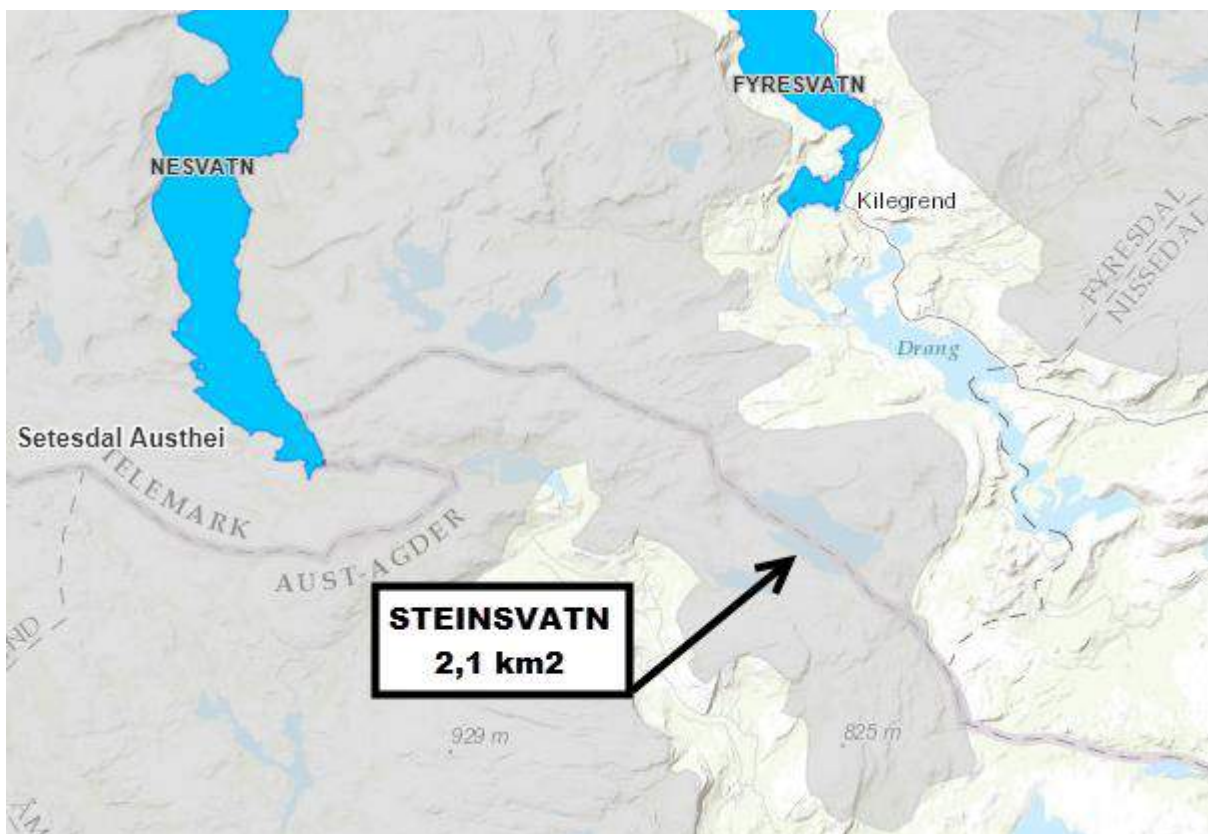 FYRESVATN
NESVATN
Kilegrend
FYRESDAL
NISSEDAL
Drang
Setesdal Austhei
TELEMARK
AUST-AGDER
STEINSVATN
2,1 km2
929 m
825 m